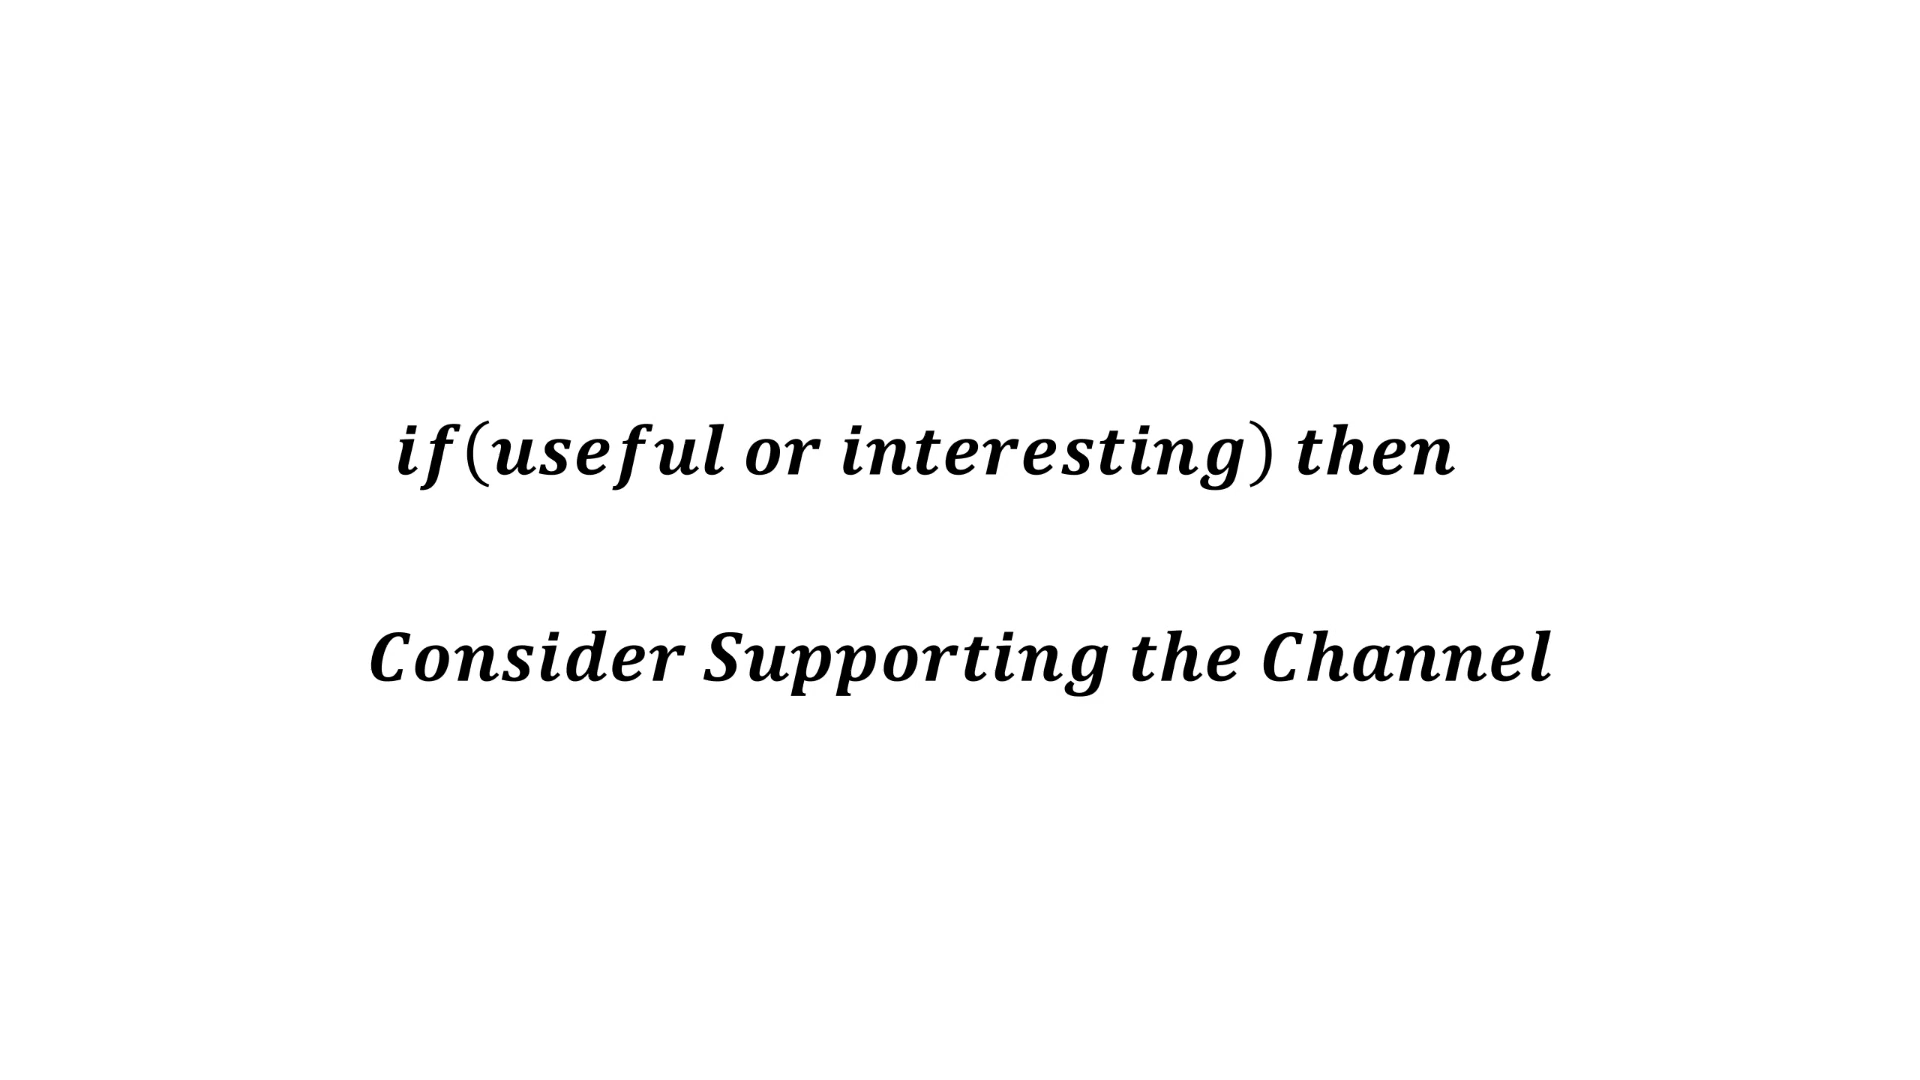 if(useful or interesting) then
Consider Supporting the Channel